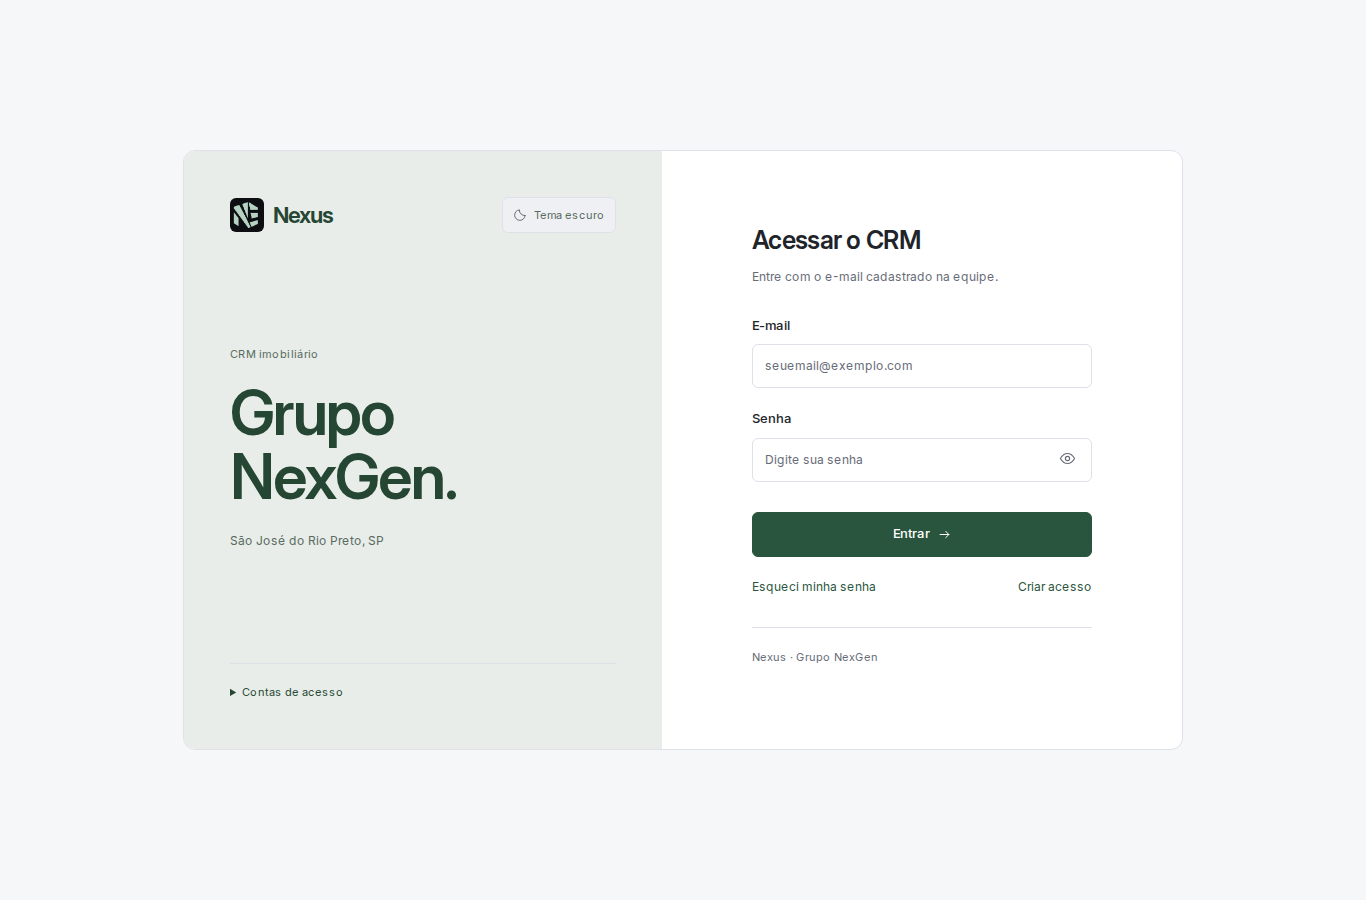 Nexus
Tema escuro
CRM imobiliário
Grupo
NexGen.
São José do Rio Preto, SP
Contas de acesso
Acessar o CRM
Entre com o e-mail cadastrado na equipe.
E-mail
seuemail@exemplo.com
Senha
Digite sua senha
Entrar →
Esqueci minha senha
Criar acesso
Nexus · Grupo NexGen